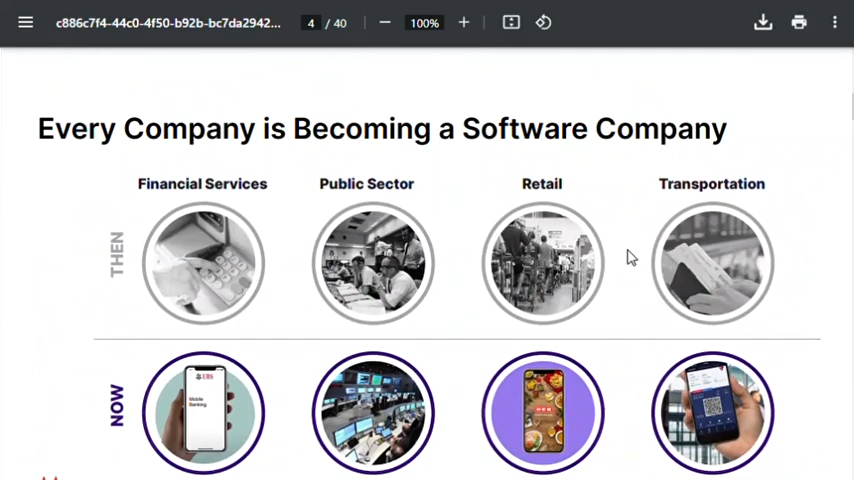 c886c7f4-44c0-4f50-b92b-bc7da2942...
4 / 40
100%
Every Company is Becoming a Software Company
Financial Services
Public Sector
Retail
Transportation
THEN
NOW
UBS
Mobile
Banking